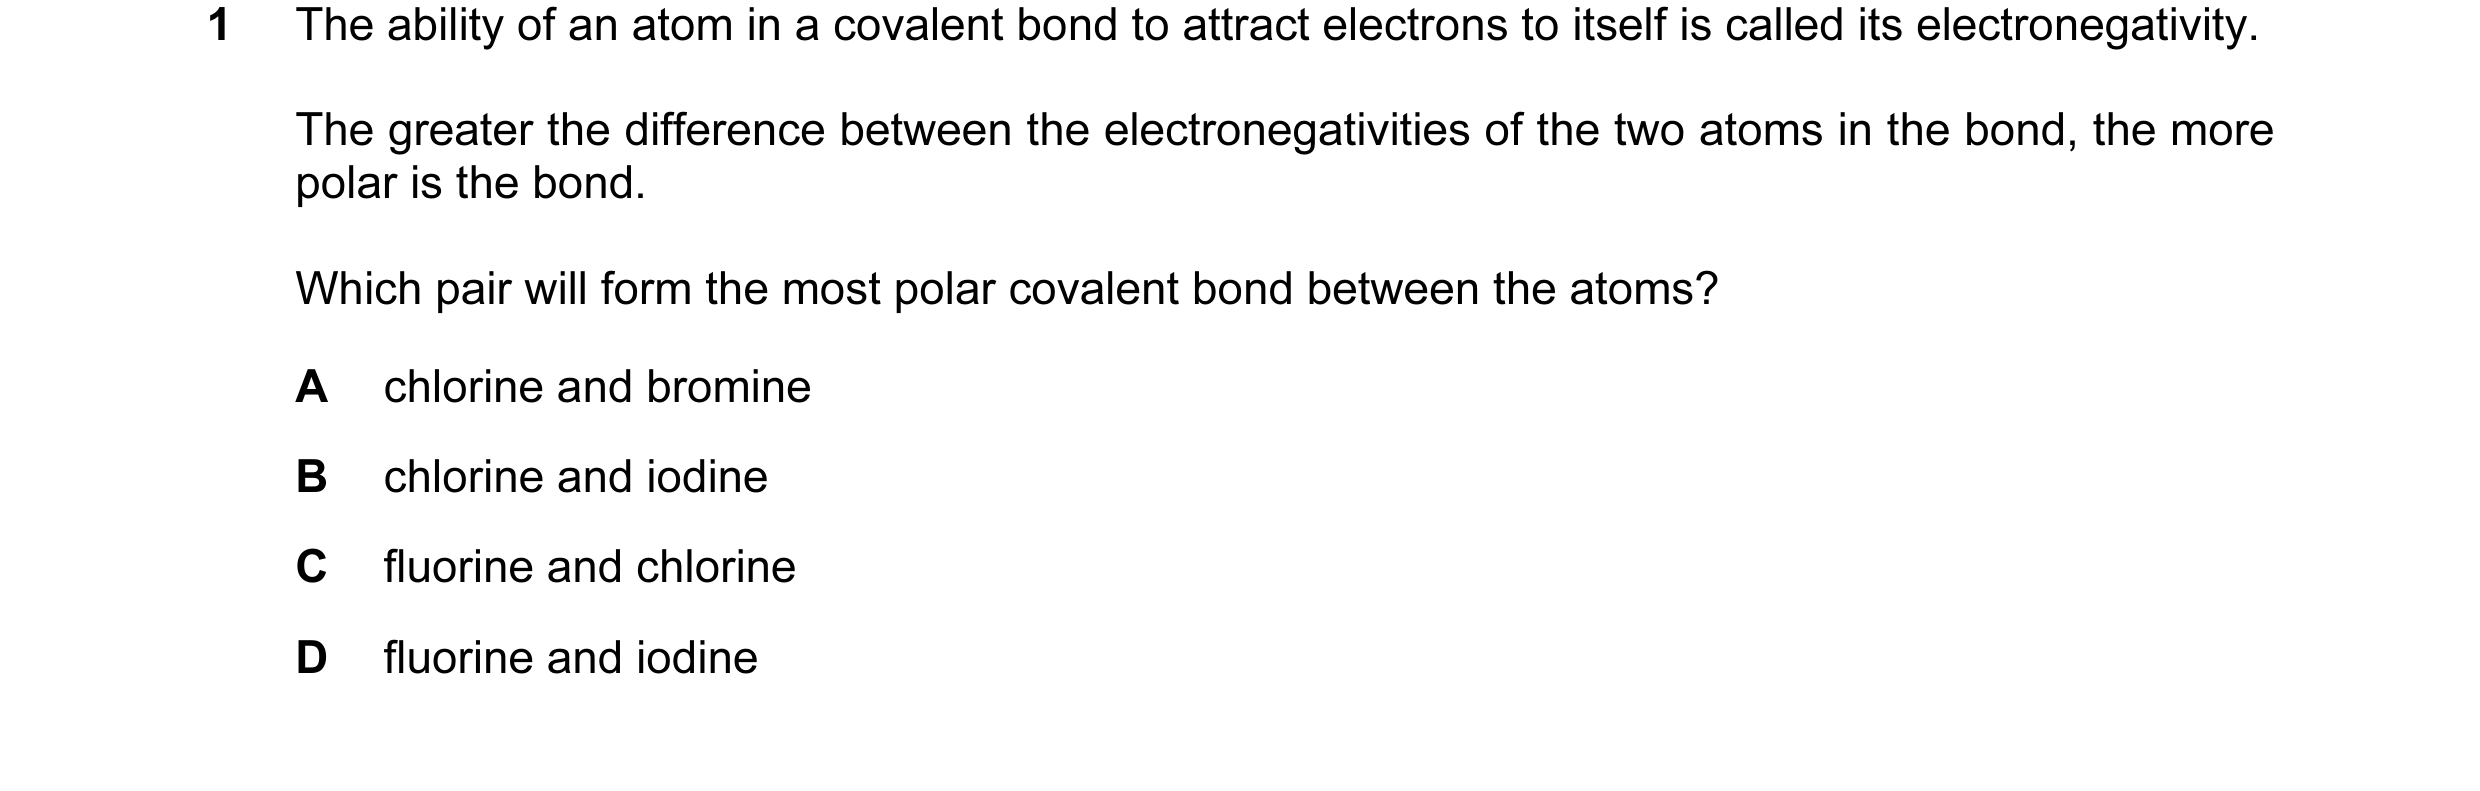 1 The ability of an atom in a covalent bond to attract electrons to itself is called its electronegativity.
The greater the difference between the electronegativities of the two atoms in the bond, the more
polar is the bond.
Which pair will form the most polar covalent bond between the atoms?
A chlorine and bromine
B chlorine and iodine
C fluorine and chlorine
D fluorine and iodine